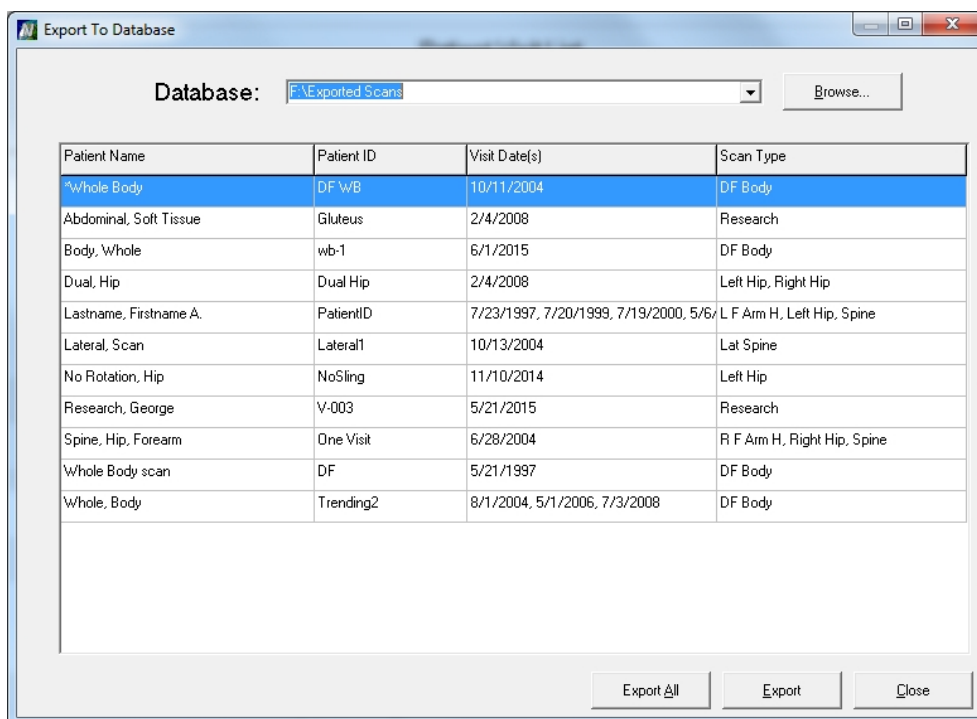 Export To Database
Database: F:\Exported Scans Browse...
Patient Name Patient ID Visit Date(s) Scan Type
*Whole Body DF WB 10/11/2004 DF Body
Abdominal, Soft Tissue Gluteus 2/4/2008 Research
Body, Whole wb-1 6/1/2015 DF Body
Dual, Hip Dual Hip 2/4/2008 Left Hip, Right Hip
Lastname, Firstname A. PatientID 7/23/1997, 7/20/1999, 7/19/2000, 5/6/ L F Arm H, Left Hip, Spine
Lateral, Scan Lateral1 10/13/2004 Lat Spine
No Rotation, Hip NoSling 11/10/2014 Left Hip
Research, George V-003 5/21/2015 Research
Spine, Hip, Forearm One Visit 6/28/2004 R F Arm H, Right Hip, Spine
Whole Body scan DF 5/21/1997 DF Body
Whole, Body Trending2 8/1/2004, 5/1/2006, 7/3/2008 DF Body
Export All Export Close